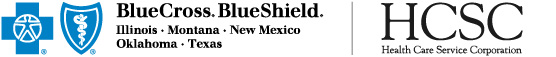 BlueCross. BlueShield.
Illinois · Montana · New Mexico
Oklahoma · Texas
HCSC
Health Care Service Corporation